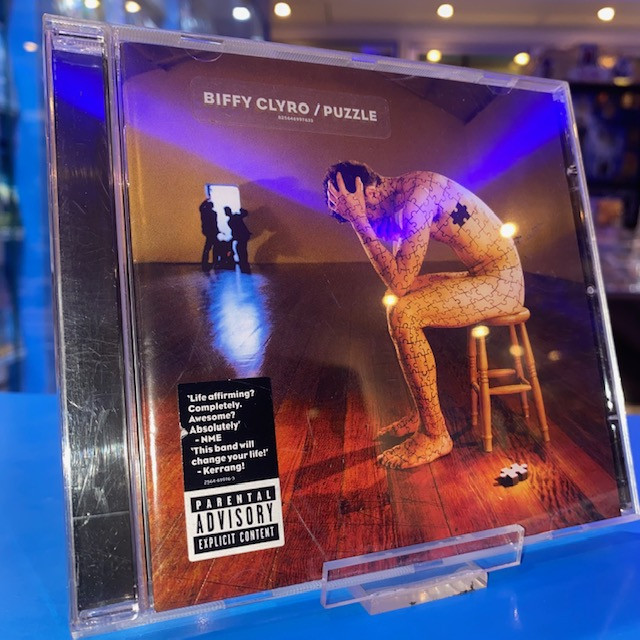 BIFFY CLYRO / PUZZLE
'Life affirming?
Completely.
Awesome?
Absolutely'
- NME
'This band will
change your life!'
- Kerrang!
PARENTAL
ADVISORY
EXPLICIT CONTENT